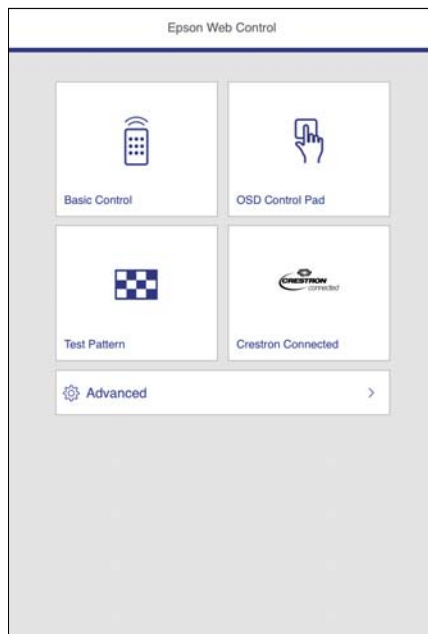 Epson Web Control
Basic Control
OSD Control Pad
Test Pattern
CRESTRON
connected
Crestron Connected
Advanced